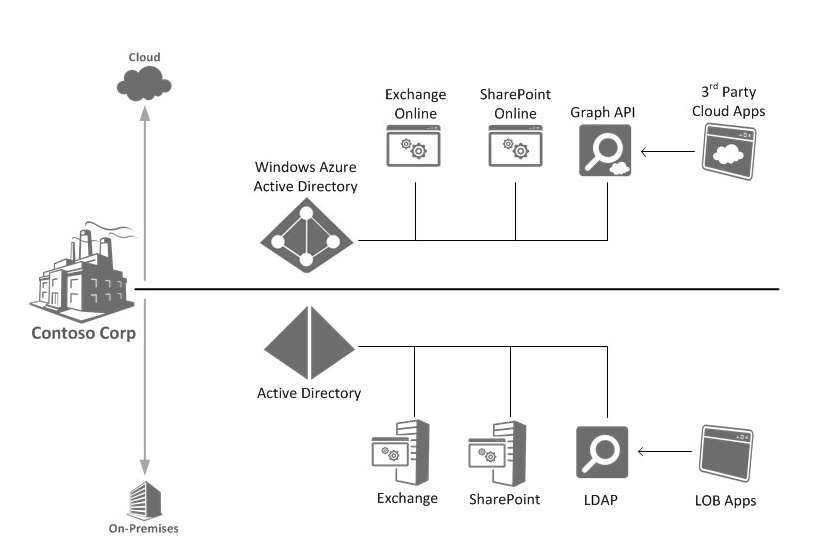 Cloud
Exchange
Online
SharePoint
Online
Graph API
3rd Party
Cloud Apps
Windows Azure
Active Directory
Contoso Corp
Active Directory
Exchange
SharePoint
LDAP
LOB Apps
On-Premises